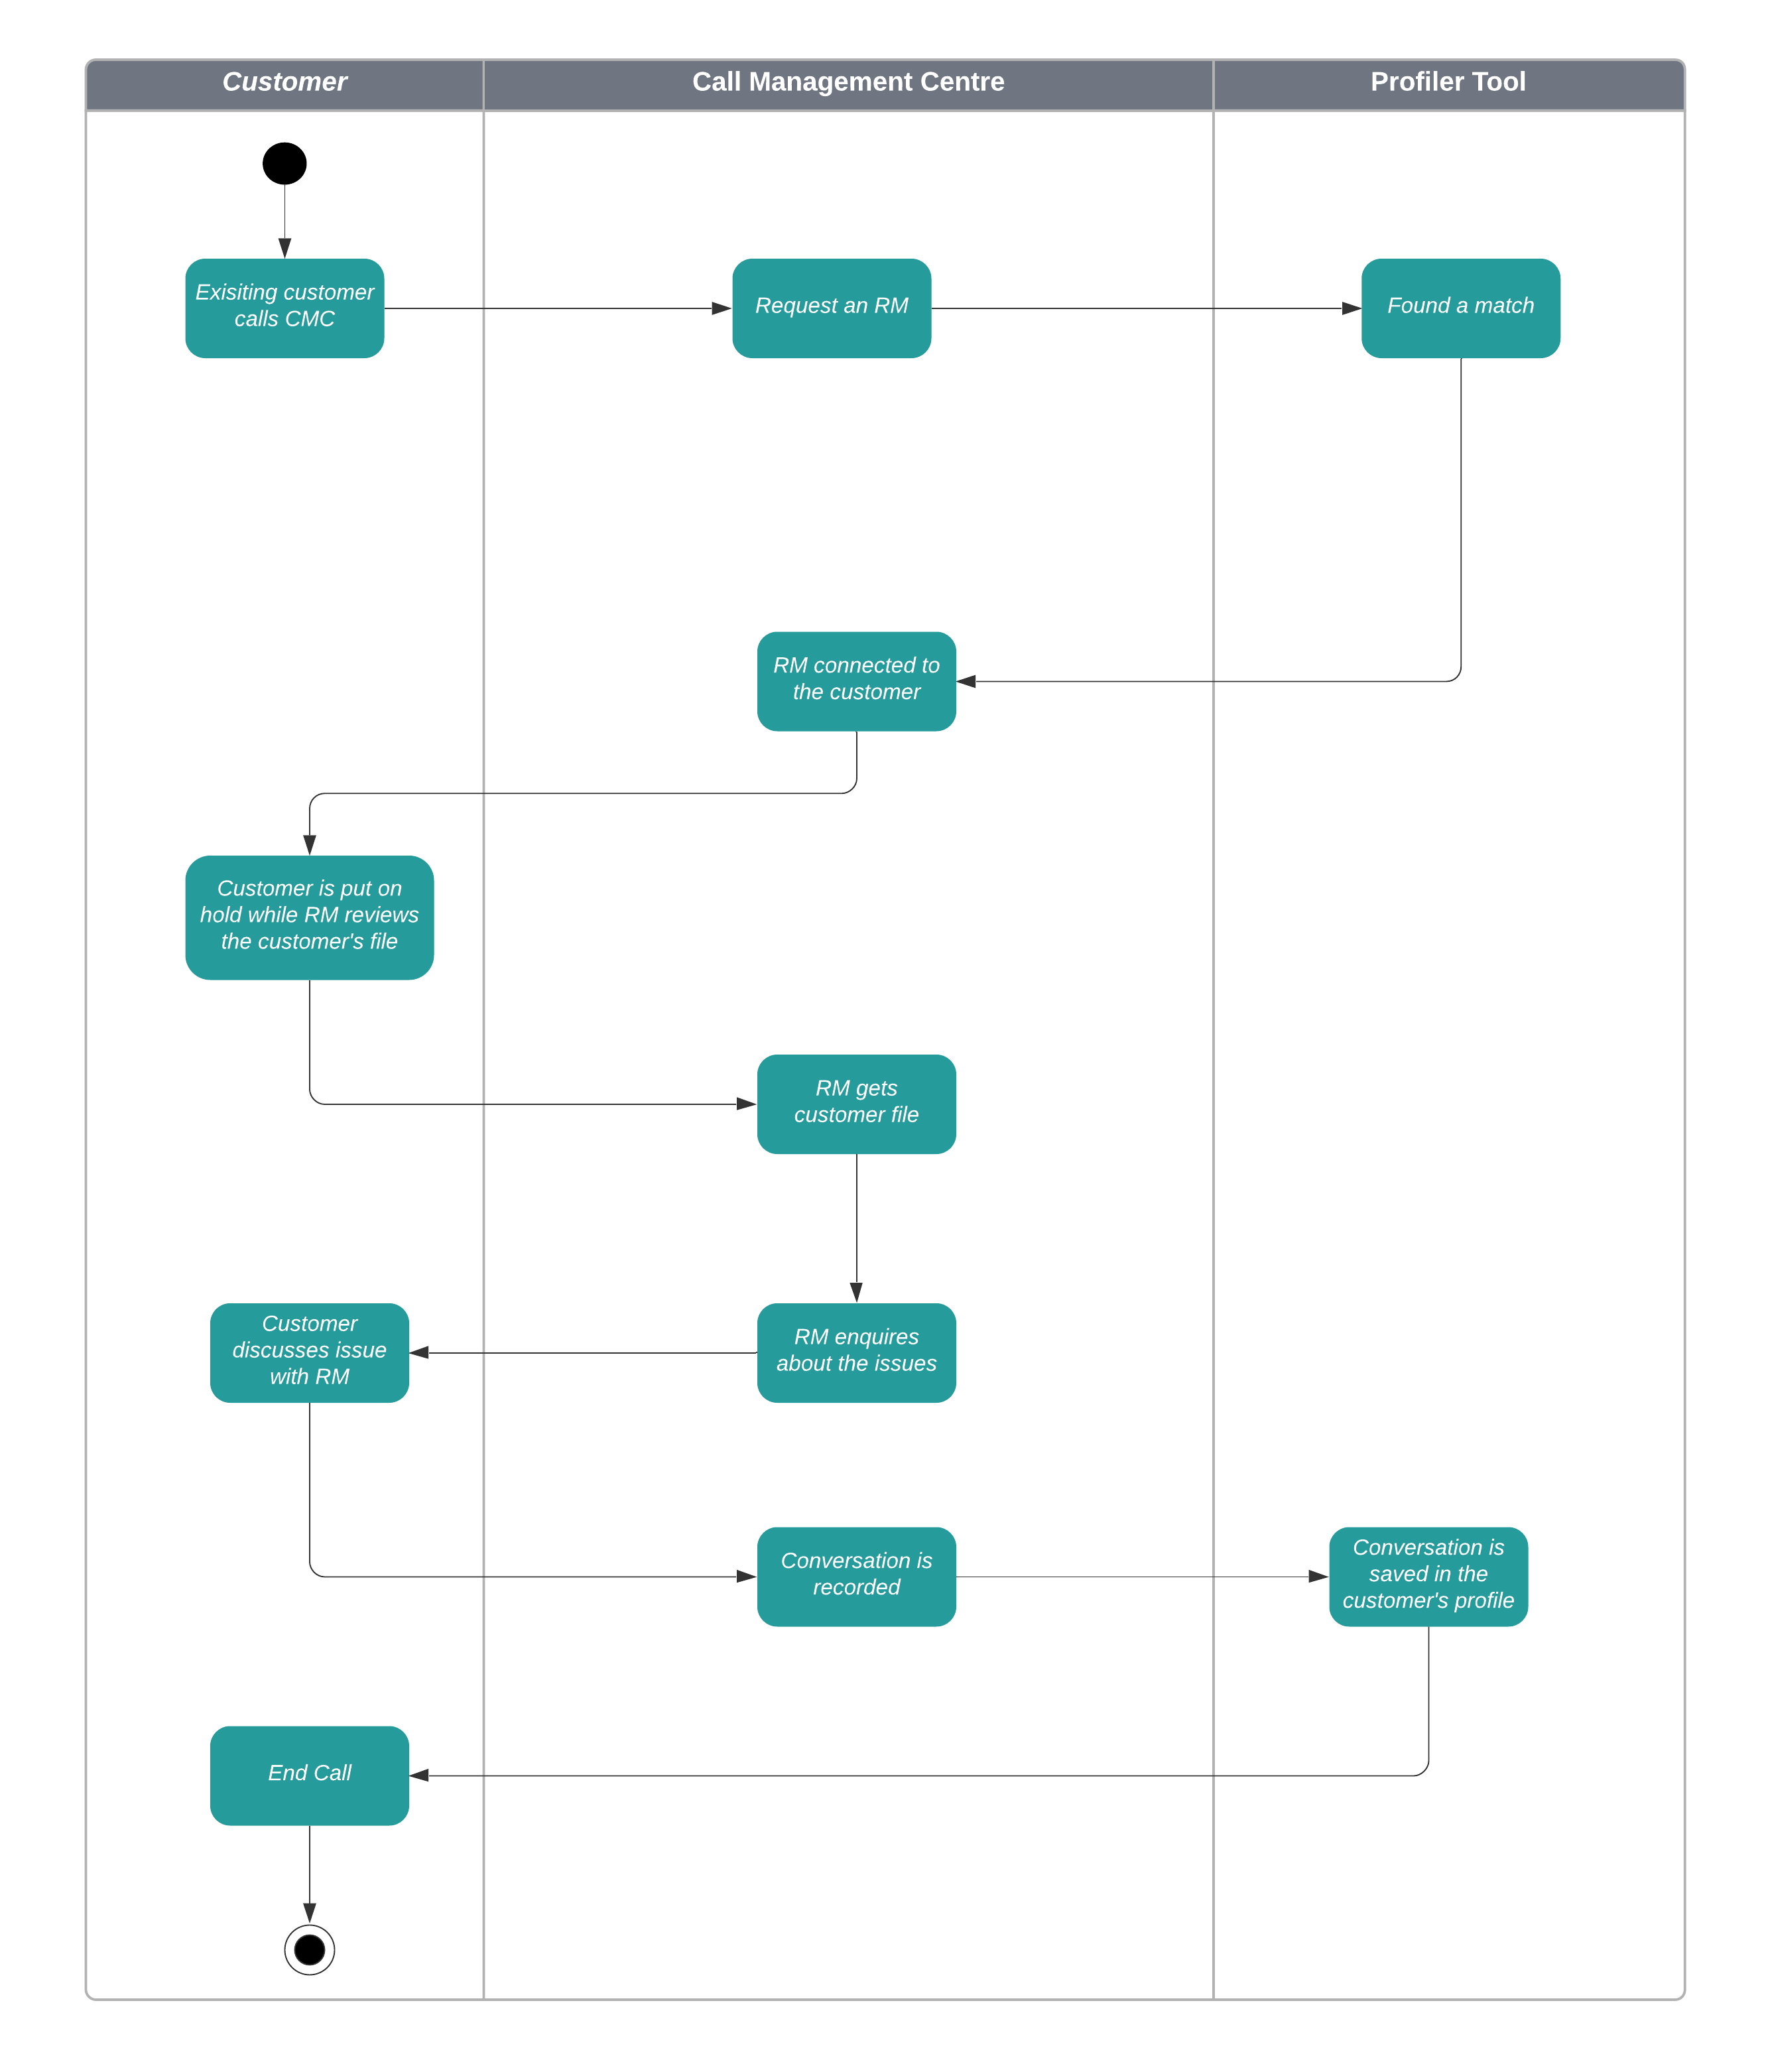 Customer
Call Management Centre
Profiler Tool
Exisiting customer
calls CMC
Request an RM
Found a match
RM connected to
the customer
Customer is put on
hold while RM reviews
the customer's file
RM gets
customer file
Customer
discusses issue
with RM
RM enquires
about the issues
Conversation is
recorded
Conversation is
saved in the
customer's profile
End Call